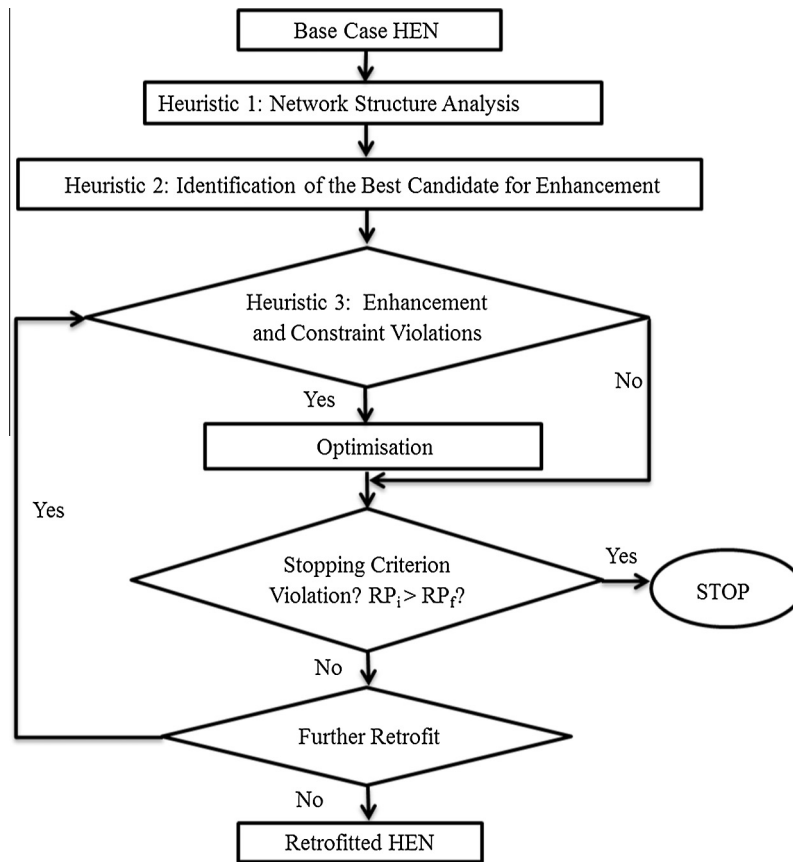 Base Case HEN
Heuristic 1: Network Structure Analysis
Heuristic 2: Identification of the Best Candidate for Enhancement
Heuristic 3: Enhancement
and Constraint Violations
No
Yes
Optimisation
Yes
Stopping Criterion
Violation? RPi > RPf?
Yes
STOP
No
Further Retrofit
No
Retrofitted HEN